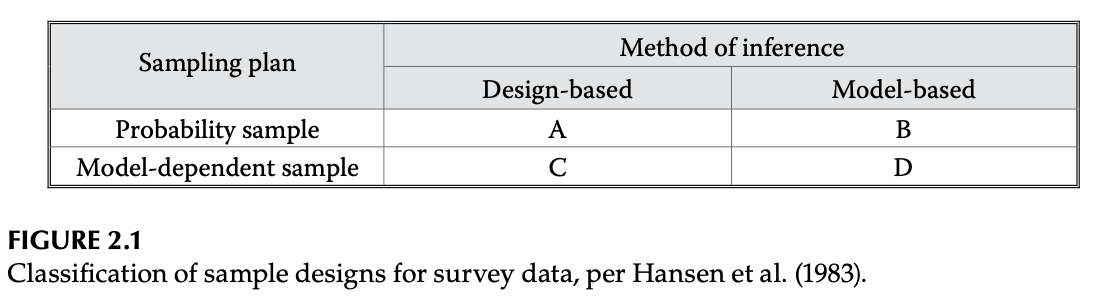 Sampling plan
Method of inference
Design-based Model-based
Probability sample A B
Model-dependent sample C D
FIGURE 2.1
Classification of sample designs for survey data, per Hansen et al. (1983).